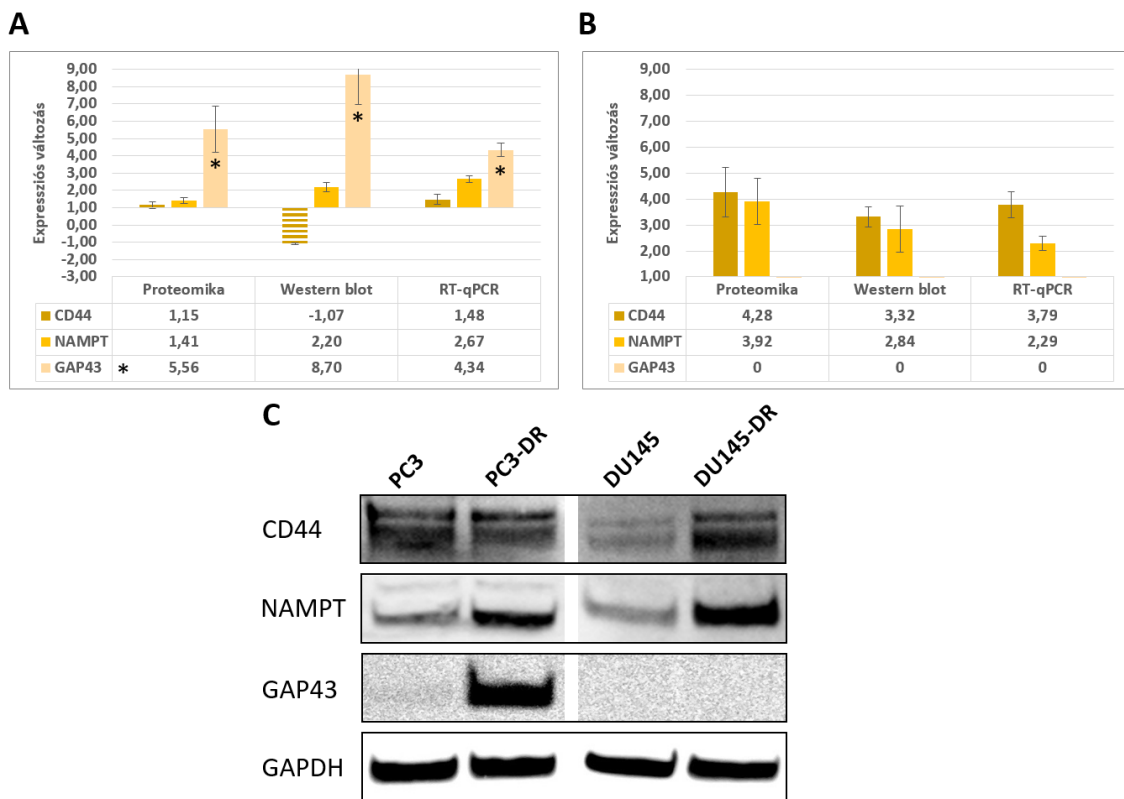 A
Expressziós változás
9,00
8,00
7,00
6,00
5,00
4,00
3,00
2,00
1,00
0,00
-1,00
-2,00
-3,00
* * *
Proteomika Western blot RT-qPCR
CD44 1,15 -1,07 1,48
NAMPT 1,41 2,20 2,67
GAP43 * 5,56 8,70 4,34
B
Expressziós változás
9,00
8,00
7,00
6,00
5,00
4,00
3,00
2,00
1,00
Proteomika Western blot RT-qPCR
CD44 4,28 3,32 3,79
NAMPT 3,92 2,84 2,29
GAP43 0 0 0
C
PC3 PC3-DR DU145 DU145-DR
CD44
NAMPT
GAP43
GAPDH